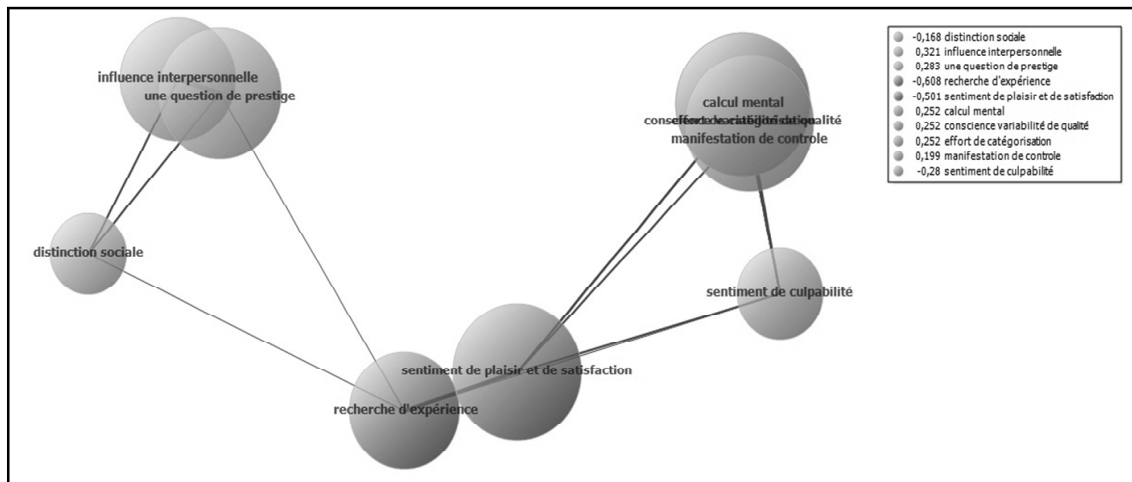 influence interpersonnelle
une question de prestige
distinction sociale
recherche d'expérience
sentiment de plaisir et de satisfaction
calcul mental
manifestation de controle
sentiment de culpabilité
-0,168 distinction sociale
0,321 influence interpersonnelle
0,283 une question de prestige
-0,608 recherche d'expérience
-0,501 sentiment de plaisir et de satisfaction
0,252 calcul mental
0,252 conscience variabilité de qualité
0,252 effort de catégorisation
0,199 manifestation de controle
-0,28 sentiment de culpabilité